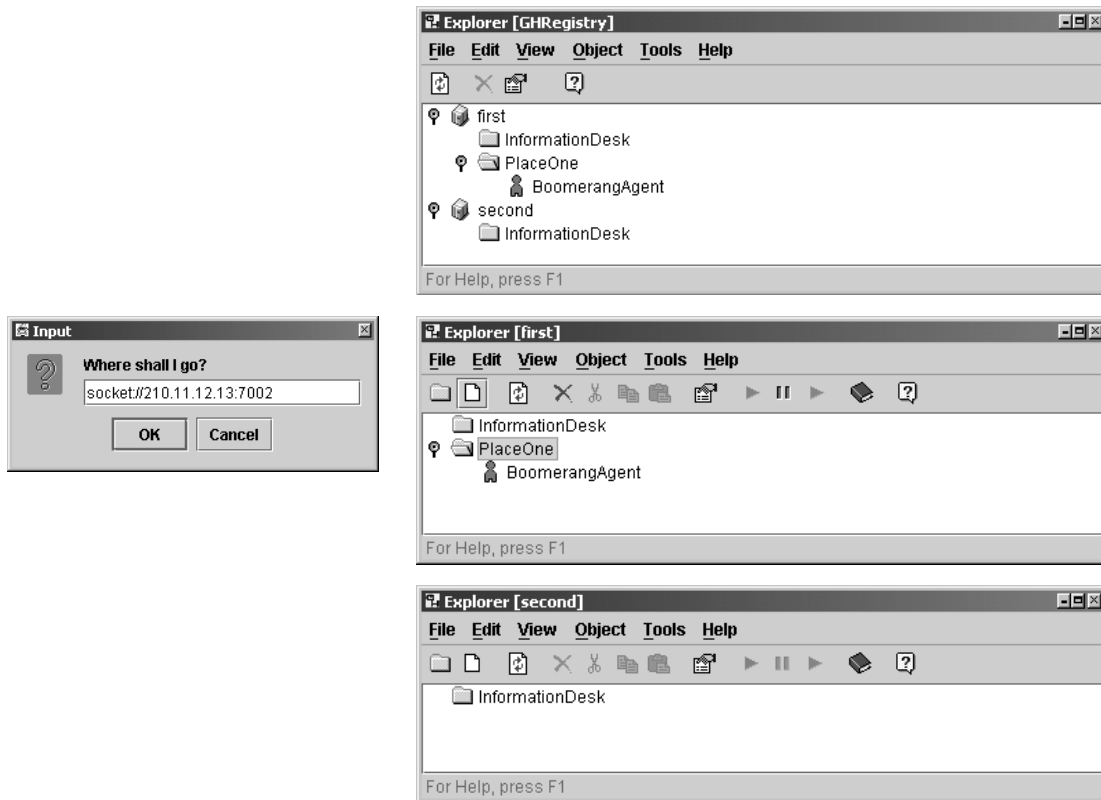 Explorer [GHRegistry]
File Edit View Object Tools Help
first
InformationDesk
PlaceOne
BoomerangAgent
second
InformationDesk
For Help, press F1
Input
Where shall I go?
socket://210.11.12.13:7002
OK Cancel
Explorer [first]
File Edit View Object Tools Help
InformationDesk
PlaceOne
BoomerangAgent
For Help, press F1
Explorer [second]
File Edit View Object Tools Help
InformationDesk
For Help, press F1